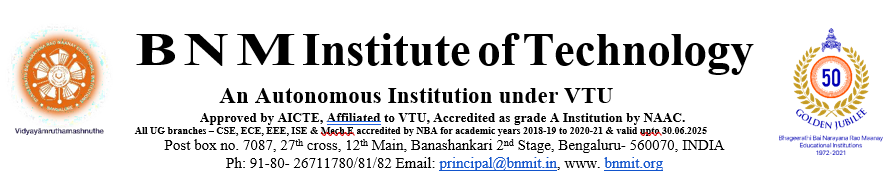 B N M Institute of Technology
An Autonomous Institution under VTU
Approved by AICTE, Affiliated to VTU, Accredited as grade A Institution by NAAC.
All UG branches – CSE, ECE, EEE, ISE & Mech.E accredited by NBA for academic years 2018-19 to 2020-21 & valid upto 30.06.2025
Post box no. 7087, 27th cross, 12th Main, Banashankari 2nd Stage, Bengaluru- 560070, INDIA
Ph: 91-80- 26711780/81/82 Email: principal@bnmit.in, www. bnmit.org
Vidyayāmruthamashnuthe
50
GOLDEN JUBILEE
Bhageerathi Bai Narayana Rao Maanay
Educational Institutions
1972-2021